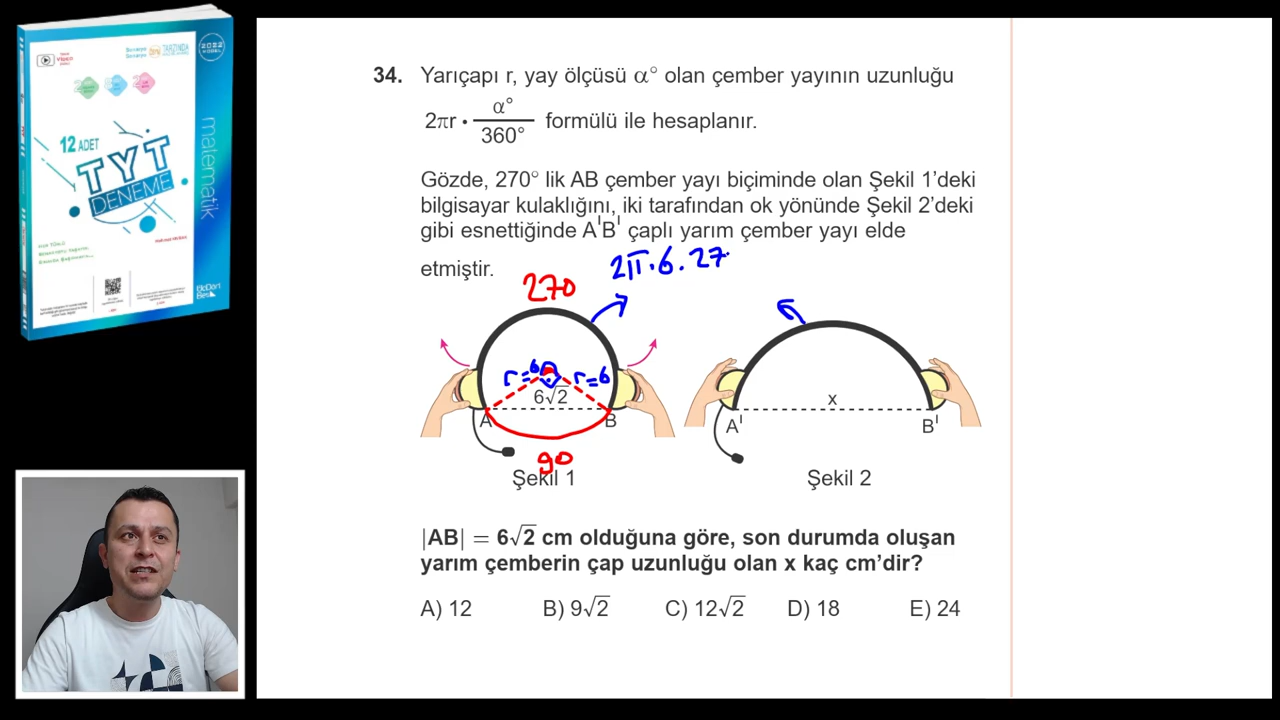 2022
MODEL
TARZINDA
12 ADET
TYT
DENEME
matematik
34. Yarıçapı r, yay ölçüsü α° olan çember yayının uzunluğu
2πr • α°/360° formülü ile hesaplanır.
Gözde, 270° lik AB çember yayı biçiminde olan Şekil 1'deki
bilgisayar kulaklığını, iki tarafından ok yönünde Şekil 2'deki
gibi esnettiğinde A'B' çaplı yarım çember yayı elde
etmiştir.
2π.6.27
270
r=6 r=6
6√2
A B
90
Şekil 1
x
A' B'
Şekil 2
|AB| = 6√2 cm olduğuna göre, son durumda oluşan
yarım çemberin çap uzunluğu olan x kaç cm'dir?
A) 12 B) 9√2 C) 12√2 D) 18 E) 24